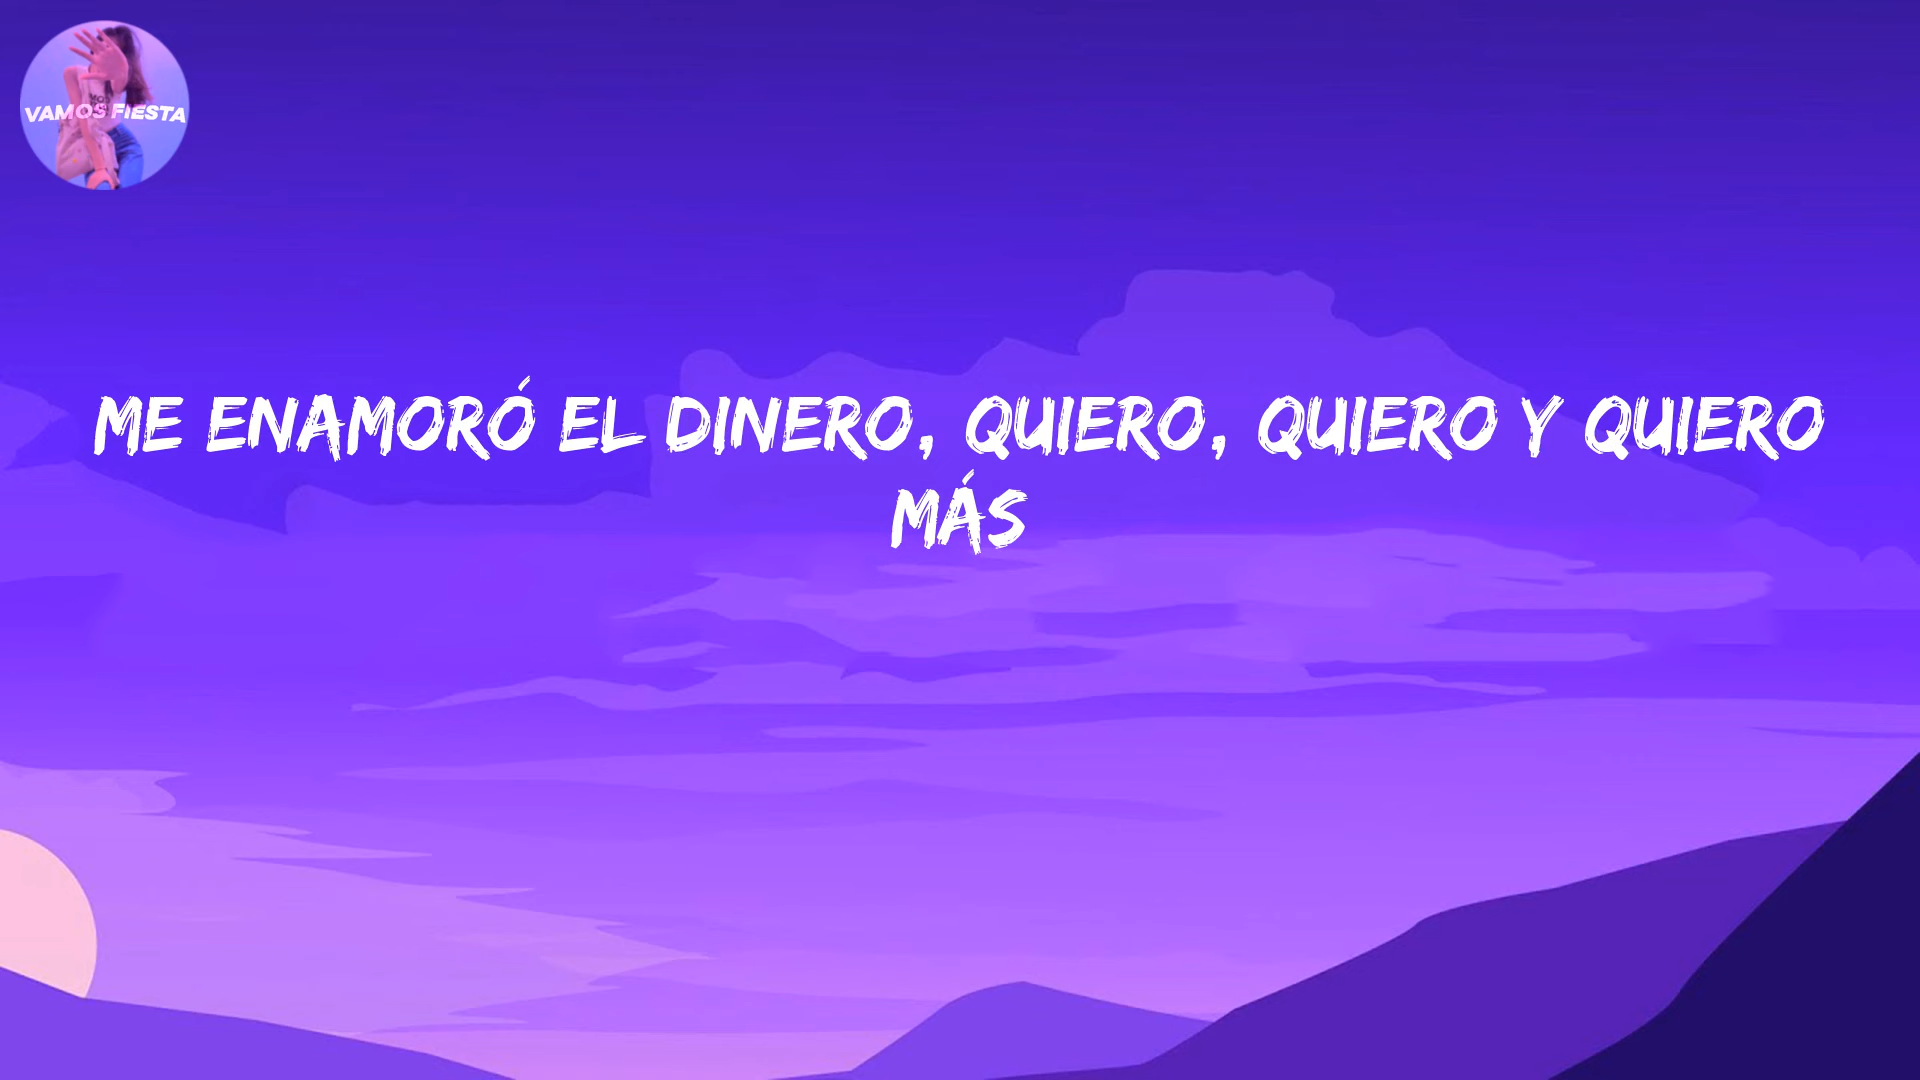 VAMOS FIESTA
ME ENAMORÓ EL DINERO, QUIERO, QUIERO Y QUIERO
MÁS